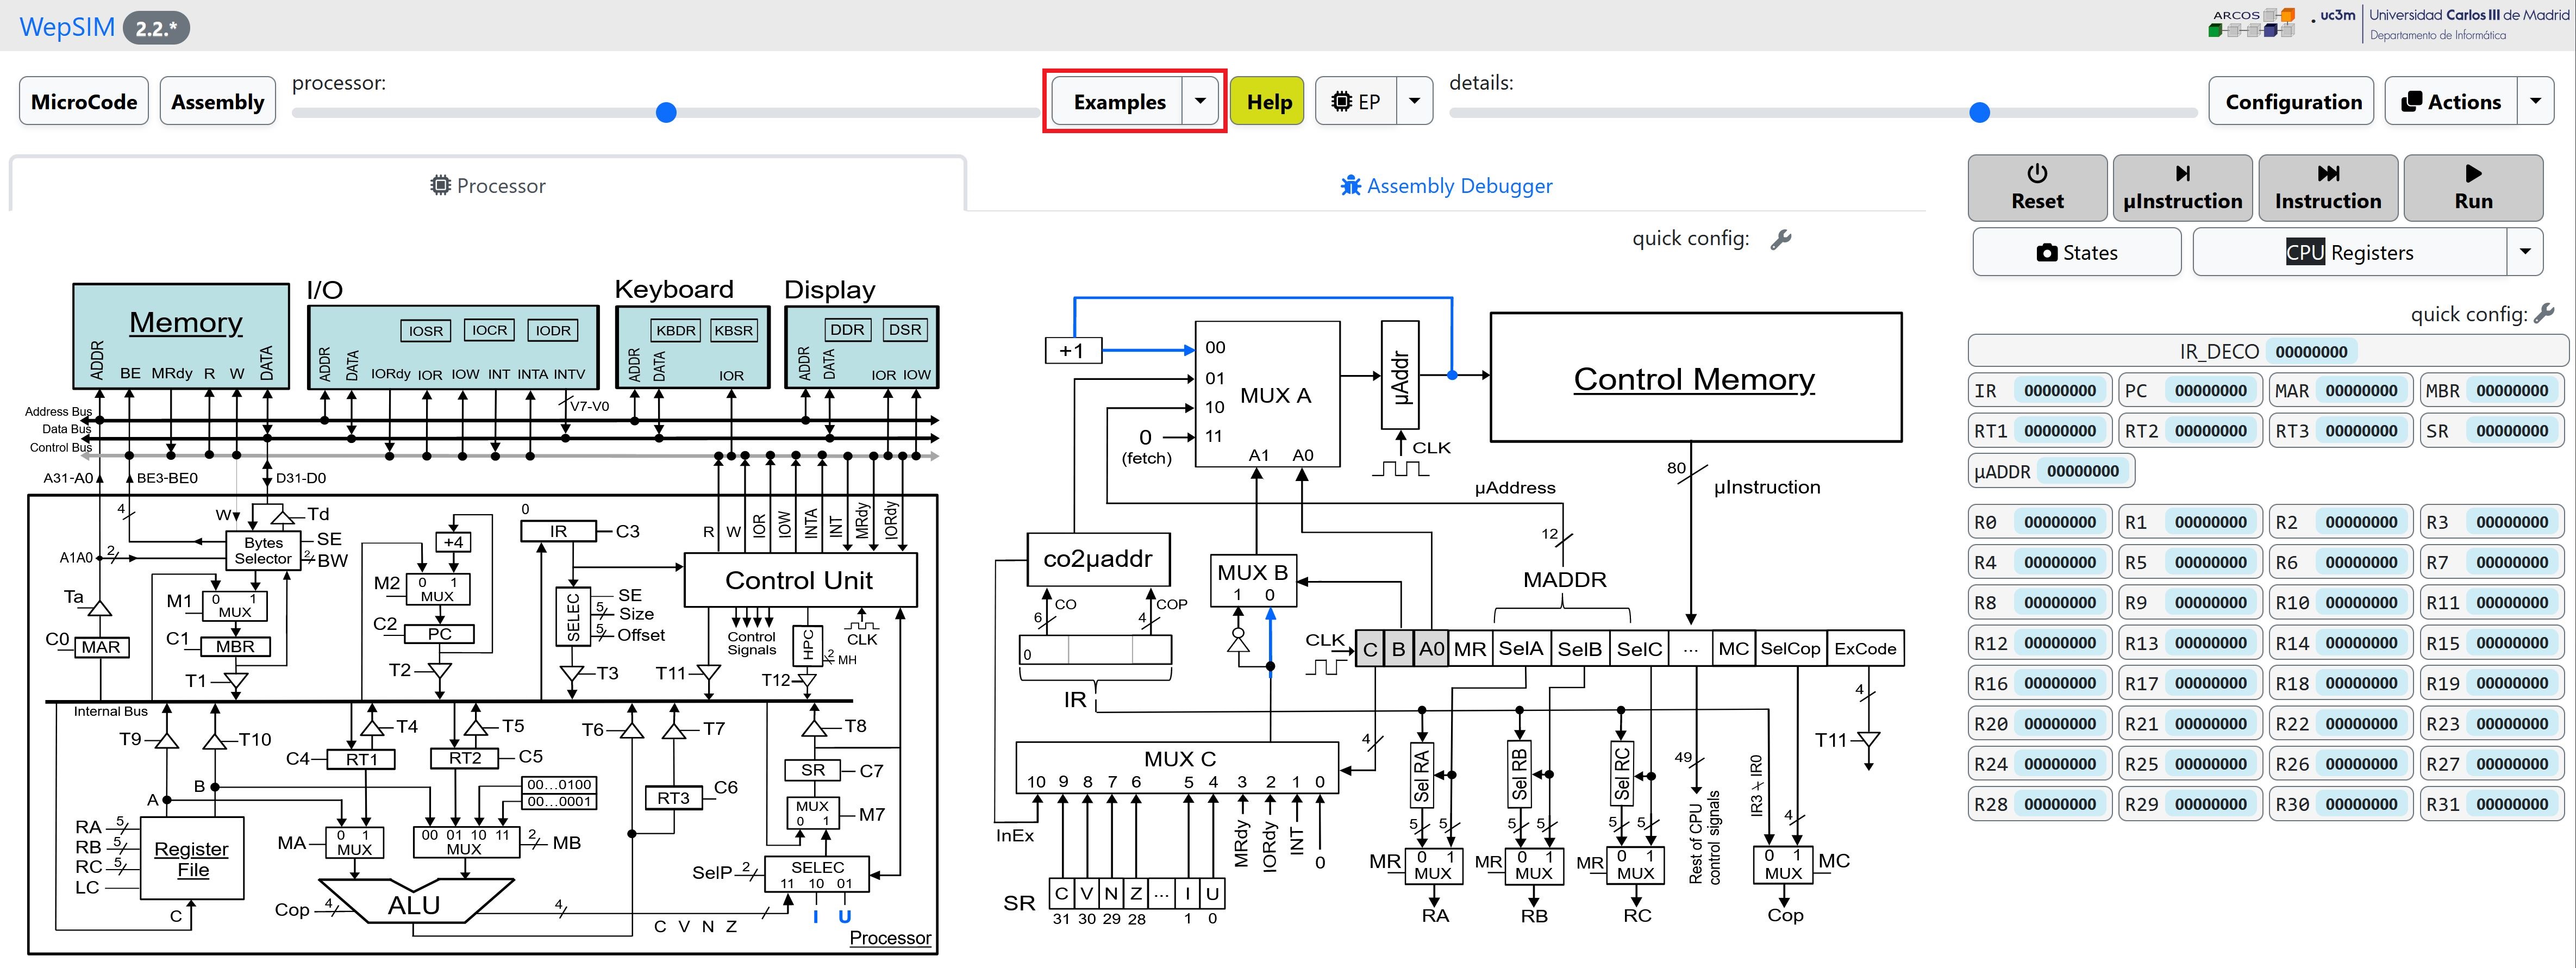 WepSIM 2.2.*
ARCOS
uc3m Universidad Carlos III de Madrid
Departamento de Informática
MicroCode Assembly processor: Examples Help EP details: Configuration Actions
Processor Assembly Debugger
Reset µInstruction Instruction Run
quick config:
States CPU Registers
Memory
ADDR BE MRdy R W DATA
I/O
IOSR IOCR IODR
ADDR DATA IORdy IOR IOW INT INTA INTV
Keyboard
KBDR KBSR
ADDR DATA IOR
Display
DDR DSR
ADDR DATA IOR IOW
V7-V0
Address Bus
Data Bus
Control Bus
A31-A0 BE3-BE0 D31-D0
4 W Td
Bytes
Selector
SE
BW
2
A1A0 2
Ta
C0 MAR
M1 0 1
MUX
C1 MBR
T1
+4
M2 0 1
MUX
C2 PC
T2
0
IR C3
SELEC
SE
5 Size
5 Offset
T3
R W IOR IOW INTA INT MRdy IORdy
Control Unit
Control
Signals
HPC
2 MH
CLK
T11 T12
Internal Bus
T9 T10
T4 T5
C4 RT1
RT2 C5
T6 T7
RT3 C6
T8
SR C7
MUX
0 1
M7
00...0100
00...0001
A B
RA 5
RB 5
RC 5
LC
Register
File
C
MA 0 1
MUX
00 01 10 11
MUX
2 MB
Cop 4
ALU
4
C V N Z
SelP 2
SELEC
11 10 01
I U
Processor
+1
00
01
10
11
MUX A
A1 A0
0
(fetch)
µAddr
CLK
Control Memory
80
µInstruction
µAddress
12
MADDR
co2µaddr
CO COP
6 4
0
IR
MUX B
1 0
CLK
C B A0 MR SelA SelB SelC ... MC SelCop ExCode
MUX C
10 9 8 7 6 5 4 3 2 1 0
4
InEx
MRdy IORdy INT 0
SR C V N Z ... I U
31 30 29 28 1 0
Sel RA Sel RB Sel RC
5 5 5 5 5 5
MR 0 1
MUX
MR 0 1
MUX
MR 0 1
MUX
RA RB RC
49
Rest of CPU
control signals
IR3 IR0
4
0 1
MUX
MC
Cop
4
T11
quick config:
IR_DECO 00000000
IR 00000000 PC 00000000 MAR 00000000 MBR 00000000
RT1 00000000 RT2 00000000 RT3 00000000 SR 00000000
µADDR 00000000
R0 00000000 R1 00000000 R2 00000000 R3 00000000
R4 00000000 R5 00000000 R6 00000000 R7 00000000
R8 00000000 R9 00000000 R10 00000000 R11 00000000
R12 00000000 R13 00000000 R14 00000000 R15 00000000
R16 00000000 R17 00000000 R18 00000000 R19 00000000
R20 00000000 R21 00000000 R22 00000000 R23 00000000
R24 00000000 R25 00000000 R26 00000000 R27 00000000
R28 00000000 R29 00000000 R30 00000000 R31 00000000